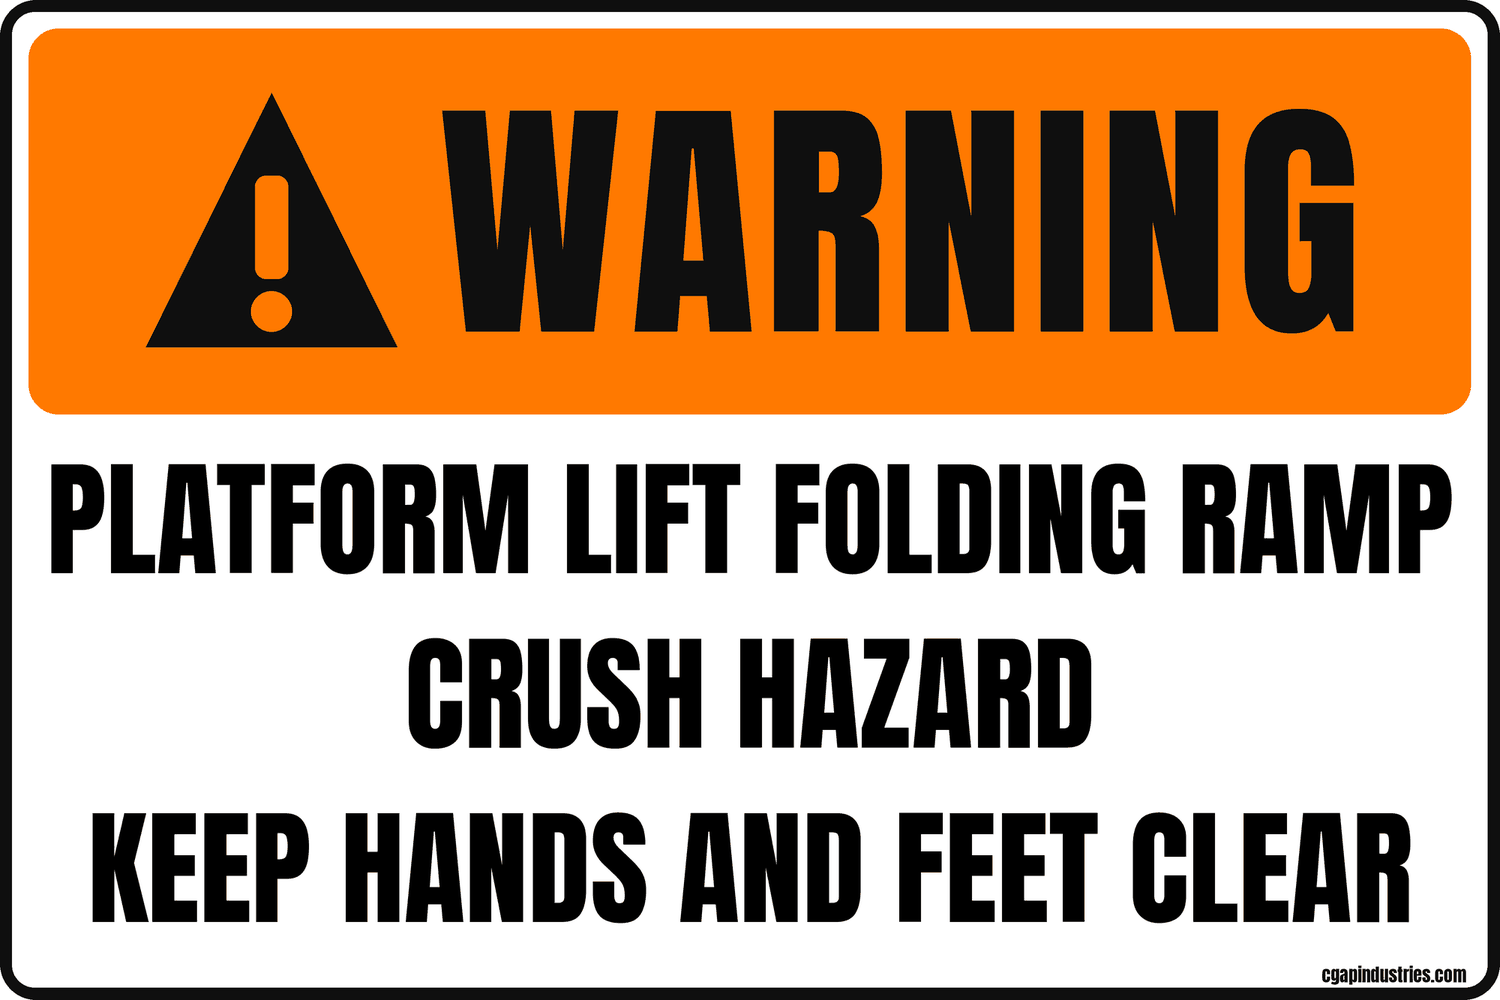 WARNING
PLATFORM LIFT FOLDING RAMP
CRUSH HAZARD
KEEP HANDS AND FEET CLEAR
cgapindustries.com